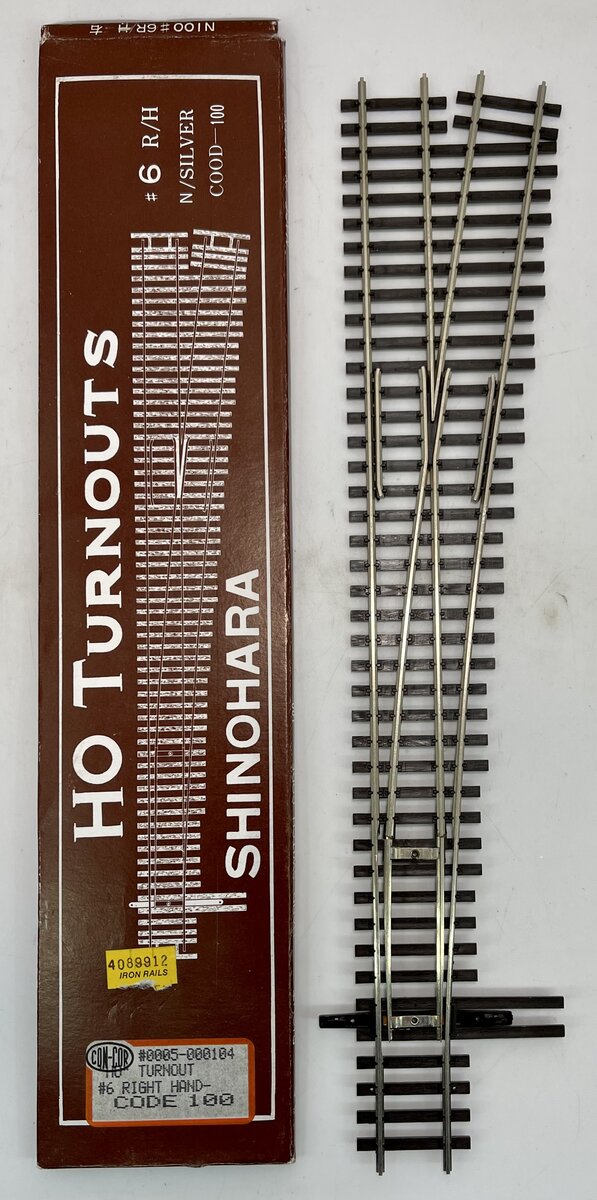 N100#6R/H 右
HO TURNOUTS
SHINOHARA
#6 R/H
N/SILVER
COOD-100
4089912
IRON RAILS
CON-COR #0005-000104
"HO" TURNOUT
#6 RIGHT HAND-
CODE 100